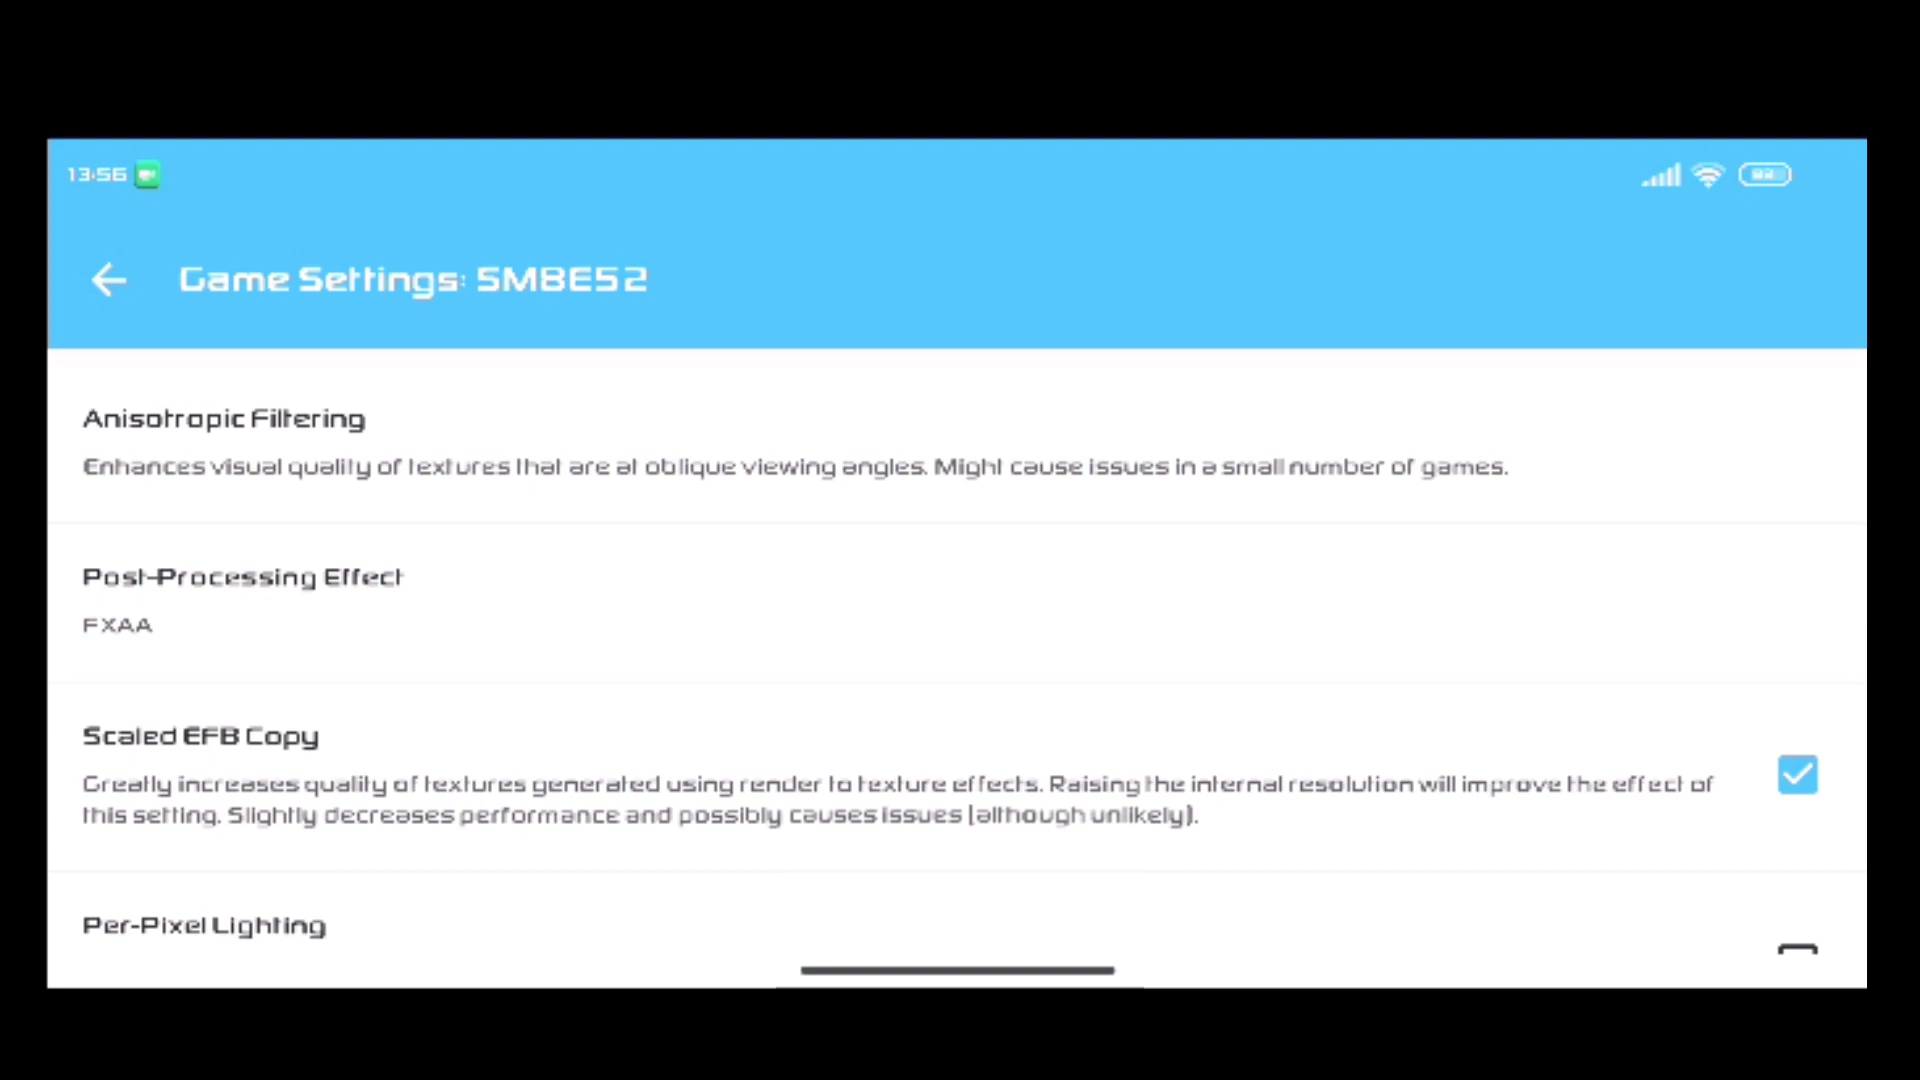 13:56
Game Settings: SM8E52
Anisotropic Filtering
Enhances visual quality of textures that are at oblique viewing angles. Might cause issues in a small number of games.
Post-Processing Effect
FXAA
Scaled EFB Copy
Greatly increases quality of textures generated using render to texture effects. Raising the internal resolution will improve the effect of
this setting. Slightly decreases performance and possibly causes issues (although unlikely).
Per-Pixel Lighting